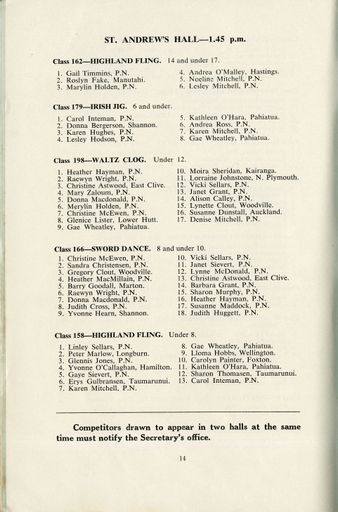 ST. ANDREW'S HALL—1.45 p.m.
Class 162—HIGHLAND FLING. 14 and under 17.
1. Gail Timmins, P.N.
2. Roslyn Fake, Manutahi.
3. Marylin Holden, P.N.
4. Andrea O'Malley, Hastings.
5. Noeline Mitchell, P.N.
6. Lesley Mitchell, P.N.
Class 179—IRISH JIG. 6 and under.
1. Carol Inteman, P.N.
2. Donna Bergerson, Shannon.
3. Karen Hughes, P.N.
4. Lesley Hodson, P.N.
5. Kathleen O'Hara, Pahiatua.
6. Andrea Ross, P.N.
7. Karen Mitchell, P.N.
8. Gae Wheatley, Pahiatua.
Class 198—WALTZ CLOG. Under 12.
1. Heather Hayman, P.N.
2. Raewyn Wright, P.N.
3. Christine Astwood, East Clive.
4. Mary Zaloum, P.N.
5. Donna Macdonald, P.N.
6. Merylin Holden, P.N.
7. Christine McEwen, P.N.
8. Glenice Lister, Lower Hutt.
9. Gae Wheatley, Pahiatua.
10. Moira Sheridan, Kairanga.
11. Lorraine Johnstone, N. Plymouth.
12. Vicki Sellars, P.N.
13. Janet Grant, P.N.
14. Alison Calley, P.N.
15. Lynette Clout, Woodville.
16. Susanne Dunstall, Auckland.
17. Denise Mitchell, P.N.
Class 166—SWORD DANCE. 8 and under 10.
1. Christine McEwen, P.N.
2. Sandra Christensen, P.N.
3. Gregory Clout, Woodville.
4. Heather MacMillain, P.N.
5. Barry Goodall, Marton.
6. Raewyn Wright, P.N.
7. Donna Macdonald, P.N.
8. Judith Cross, P.N.
9. Yvonne Hearn, Shannon.
10. Vicki Sellars, P.N.
11. Janet Sievert, P.N.
12. Lynne McDonald, P.N.
13. Christine Astwood, East Clive.
14. Barbara Grant, P.N.
15. Sharon Murphy, P.N.
16. Heather Hayman, P.N.
17. Susanne Maddock, P.N.
18. Judith Huggett, P.N.
Class 158—HIGHLAND FLING. Under 8.
1. Linley Sellars, P.N.
2. Peter Marlow, Longburn.
3. Glennis Jones, P.N.
4. Yvonne O'Callaghan, Hamilton.
5. Gaye Sievert, P.N.
6. Erys Gulbransen, Taumarunui.
7. Karen Mitchell, P.N.
8. Gae Wheatley, Pahiatua.
9. Lloma Hobbs, Wellington.
10. Carolyn Painter, Foxton.
11. Kathleen O'Hara, Pahiatua.
12. Sharon Thomasen, Taumarunui.
13. Carol Inteman, P.N.
Competitors drawn to appear in two halls at the same
time must notify the Secretary's office.
14